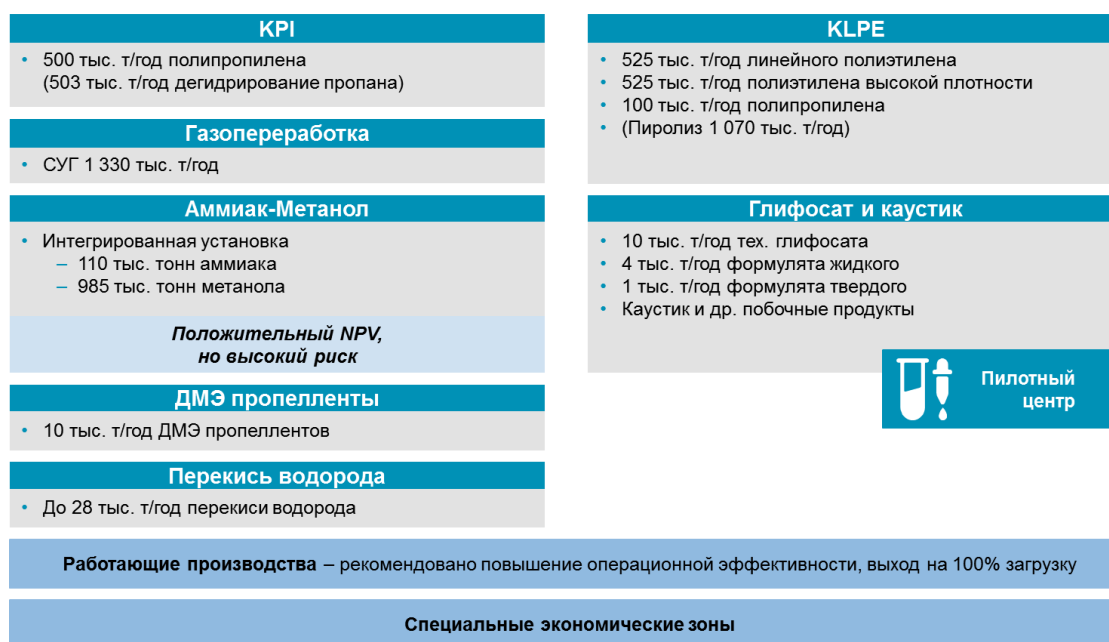 KPI
• 500 тыс. т/год полипропилена
(503 тыс. т/год дегидрирование пропана)
Газопереработка
• СУГ 1 330 тыс. т/год
Аммиак-Метанол
• Интегрированная установка
– 110 тыс. тонн аммиака
– 985 тыс. тонн метанола
Положительный NPV,
но высокий риск
ДМЭ пропелленты
• 10 тыс. т/год ДМЭ пропеллентов
Перекись водорода
• До 28 тыс. т/год перекиси водорода
KLPE
• 525 тыс. т/год линейного полиэтилена
• 525 тыс. т/год полиэтилена высокой плотности
• 100 тыс. т/год полипропилена
• (Пиролиз 1 070 тыс. т/год)
Глифосат и каустик
• 10 тыс. т/год тех. глифосата
• 4 тыс. т/год формулята жидкого
• 1 тыс. т/год формулята твердого
• Каустик и др. побочные продукты
Пилотный
центр
Работающие производства – рекомендовано повышение операционной эффективности, выход на 100% загрузку
Специальные экономические зоны